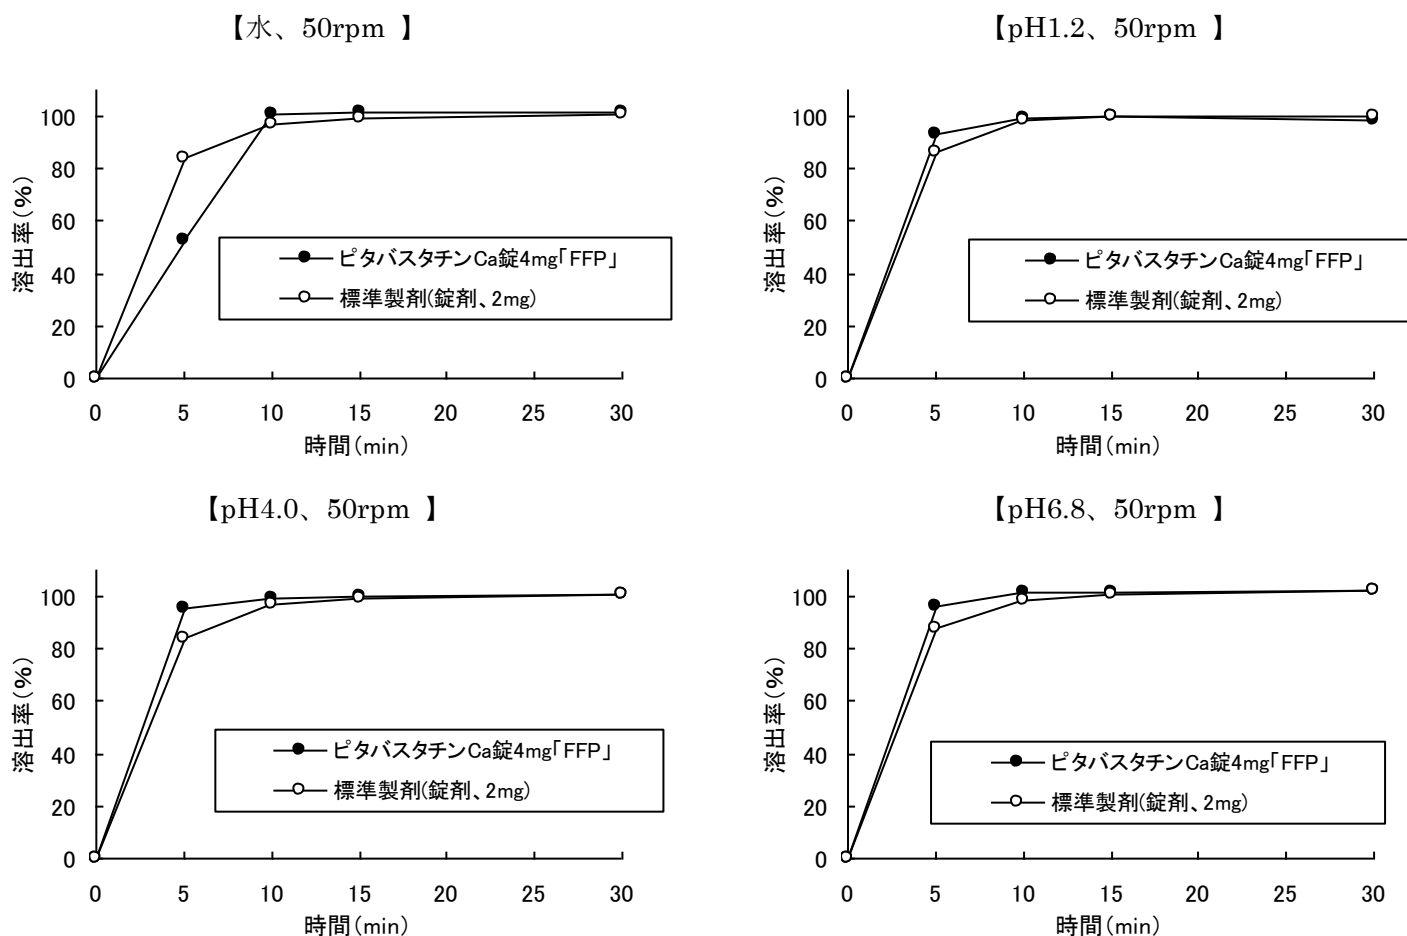 【水、50rpm 】
100
80
60
40
20
0
溶出率(%)
ピタバスタチンCa錠4mg「FFP」
標準製剤(錠剤、2mg)
0 5 10 15 20 25 30
時間(min)
【pH1.2、50rpm 】
100
80
60
40
20
0
溶出率(%)
ピタバスタチンCa錠4mg「FFP」
標準製剤(錠剤、2mg)
0 5 10 15 20 25 30
時間(min)
【pH4.0、50rpm 】
100
80
60
40
20
0
溶出率(%)
ピタバスタチンCa錠4mg「FFP」
標準製剤(錠剤、2mg)
0 5 10 15 20 25 30
時間(min)
【pH6.8、50rpm 】
100
80
60
40
20
0
溶出率(%)
ピタバスタチンCa錠4mg「FFP」
標準製剤(錠剤、2mg)
0 5 10 15 20 25 30
時間(min)